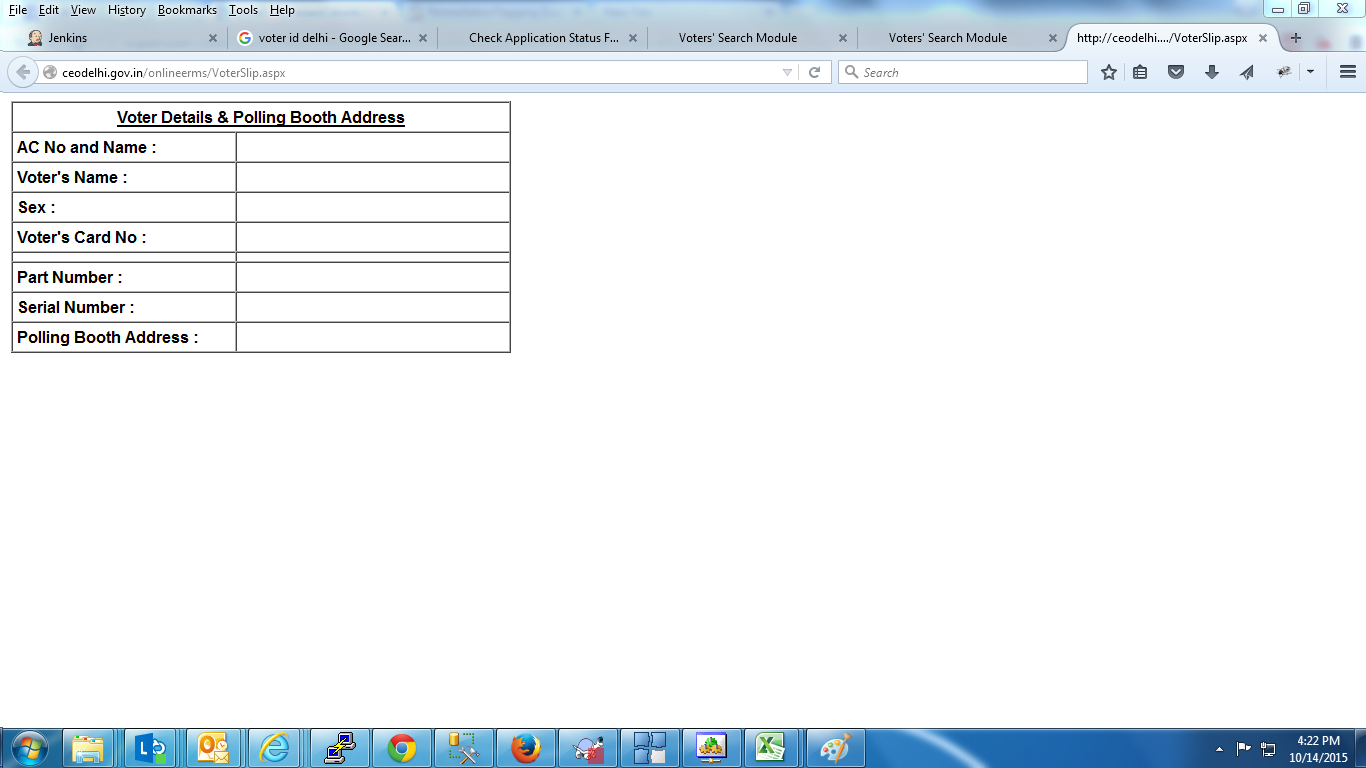 File Edit View History Bookmarks Tools Help
Jenkins
voter id delhi - Google Sear...
Check Application Status F...
Voters' Search Module
Voters' Search Module
http://ceodelhi..../VoterSlip.aspx
ceodelhi.gov.in/onlineerms/VoterSlip.aspx
Search
Voter Details & Polling Booth Address
AC No and Name :
Voter's Name :
Sex :
Voter's Card No :
Part Number :
Serial Number :
Polling Booth Address :
4:22 PM
10/14/2015